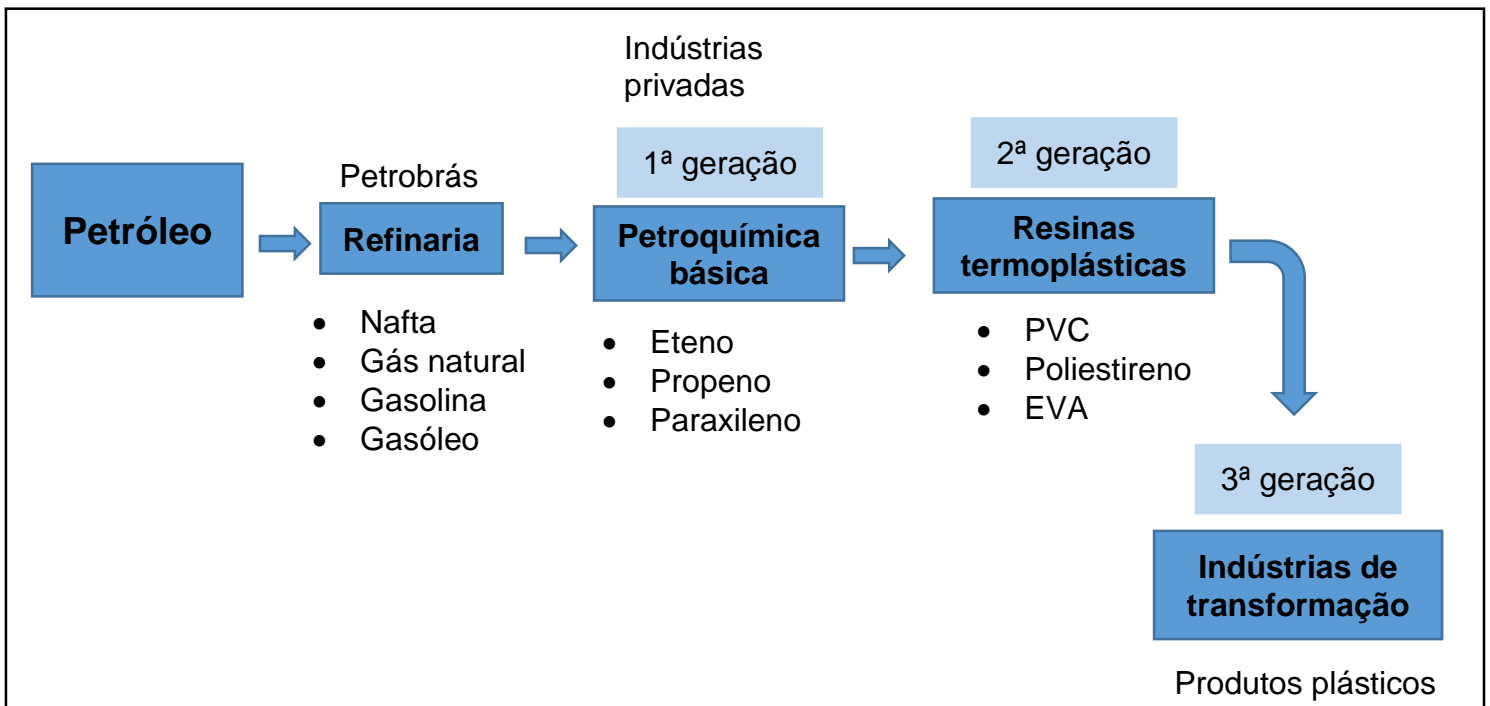 Indústrias
privadas
1ª geração
2ª geração
Petrobrás
Petróleo
Refinaria
Petroquímica
básica
Resinas
termoplásticas
• Nafta
• Gás natural
• Gasolina
• Gasóleo
• Eteno
• Propeno
• Paraxileno
• PVC
• Poliestireno
• EVA
3ª geração
Indústrias de
transformação
Produtos plásticos